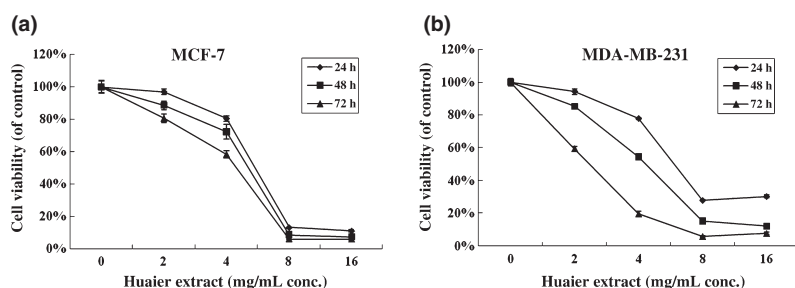 (a)
MCF-7
Cell viability (of control)
120%
100%
80%
60%
40%
20%
0%
24 h
48 h
72 h
0 2 4 8 16
Huaier extract (mg/mL conc.)
(b)
MDA-MB-231
Cell viability (of control)
120%
100%
80%
60%
40%
20%
0%
24 h
48 h
72 h
0 2 4 8 16
Huaier extract (mg/mL conc.)